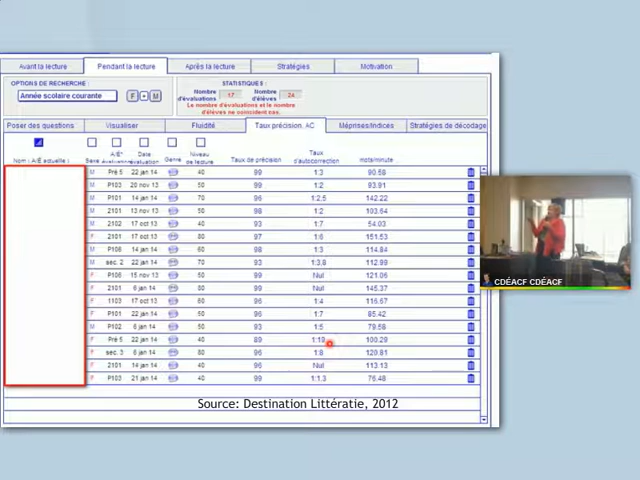 Avant la lecture Pendant la lecture Après la lecture Stratégies Motivation
OPTIONS DE RECHERCHE :
Année scolaire courante F + M
STATISTIQUES :
Nombre d'évaluations 17 Nombre d'élèves 24
Le nombre d'évaluations et le nombre
d'élèves ne coïncident pas.
Poser des questions Visualiser Fluidité Taux précision, AC Méprises/Indices Stratégies de décodage
Nom : (A/É actuelle) Sexe A/É* évaluation Date évaluation Genre Niveau de lecture Taux de précision Taux d'autocorrection mots/minute
M Pré 5 22 jan 14 40 99 1:3 90.58
M P103 20 nov 13 50 99 1:2 93.91
M P101 14 jan 14 70 96 1:2,5 142.22
M 2101 13 nov 13 50 98 1:2 103.64
M 2102 17 oct 13 40 93 1:7 54.03
F 2101 17 oct 13 80 97 1:6 151.53
M P106 14 jan 14 60 98 1:3 114.84
M sec. 2 22 jan 14 70 93 1:3,8 112.99
F P106 15 nov 13 50 99 Nul 121.06
F 2101 6 jan 14 80 99 Nul 145.37
F 1103 17 oct 13 60 96 1:4 116.67
F P101 22 jan 14 50 93 1:7 85.42
M P102 6 jan 14 50 93 1:5 79.58
F Pré 5 22 jan 14 40 89 100.29
F sec. 3 6 jan 14 80 96 1:8 120.81
F 2101 14 jan 14 40 96 Nul 113.13
F P103 21 jan 14 40 99 1:1.3 76.48
Source: Destination Littératie, 2012
CDÉACF CDÉACF